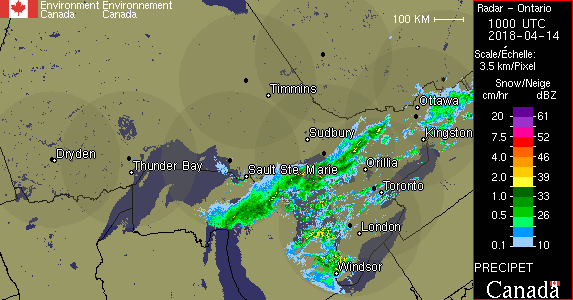 Environment Environnement
Canada Canada
100 KM
Timmins
Ottawa
Sudbury
Kingston
Dryden
Thunder Bay
Sault Ste. Marie
Orillia
Toronto
London
Windsor
Radar - Ontario
1000 UTC
2018-04-14
Scale/Échelle:
3.5 km/Pixel
Snow/Neige
cm/hr dBZ
20 61
7.5 52
4.0 46
2.0 39
1.0 33
0.5 26
0.1 10
PRECIPET
Canada